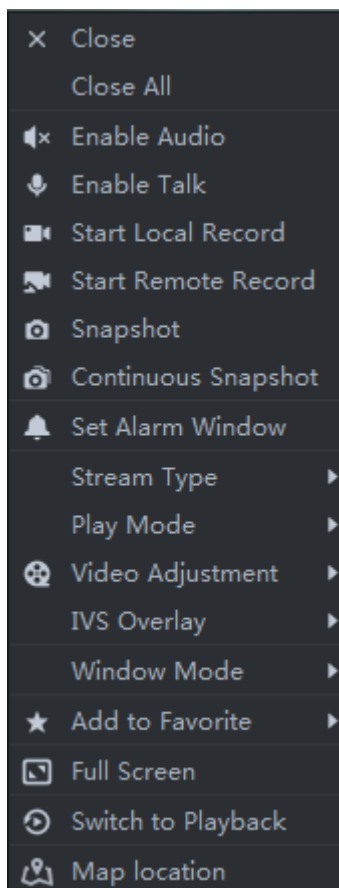 Close
Close All
Enable Audio
Enable Talk
Start Local Record
Start Remote Record
Snapshot
Continuous Snapshot
Set Alarm Window
Stream Type
Play Mode
Video Adjustment
IVS Overlay
Window Mode
Add to Favorite
Full Screen
Switch to Playback
Map location